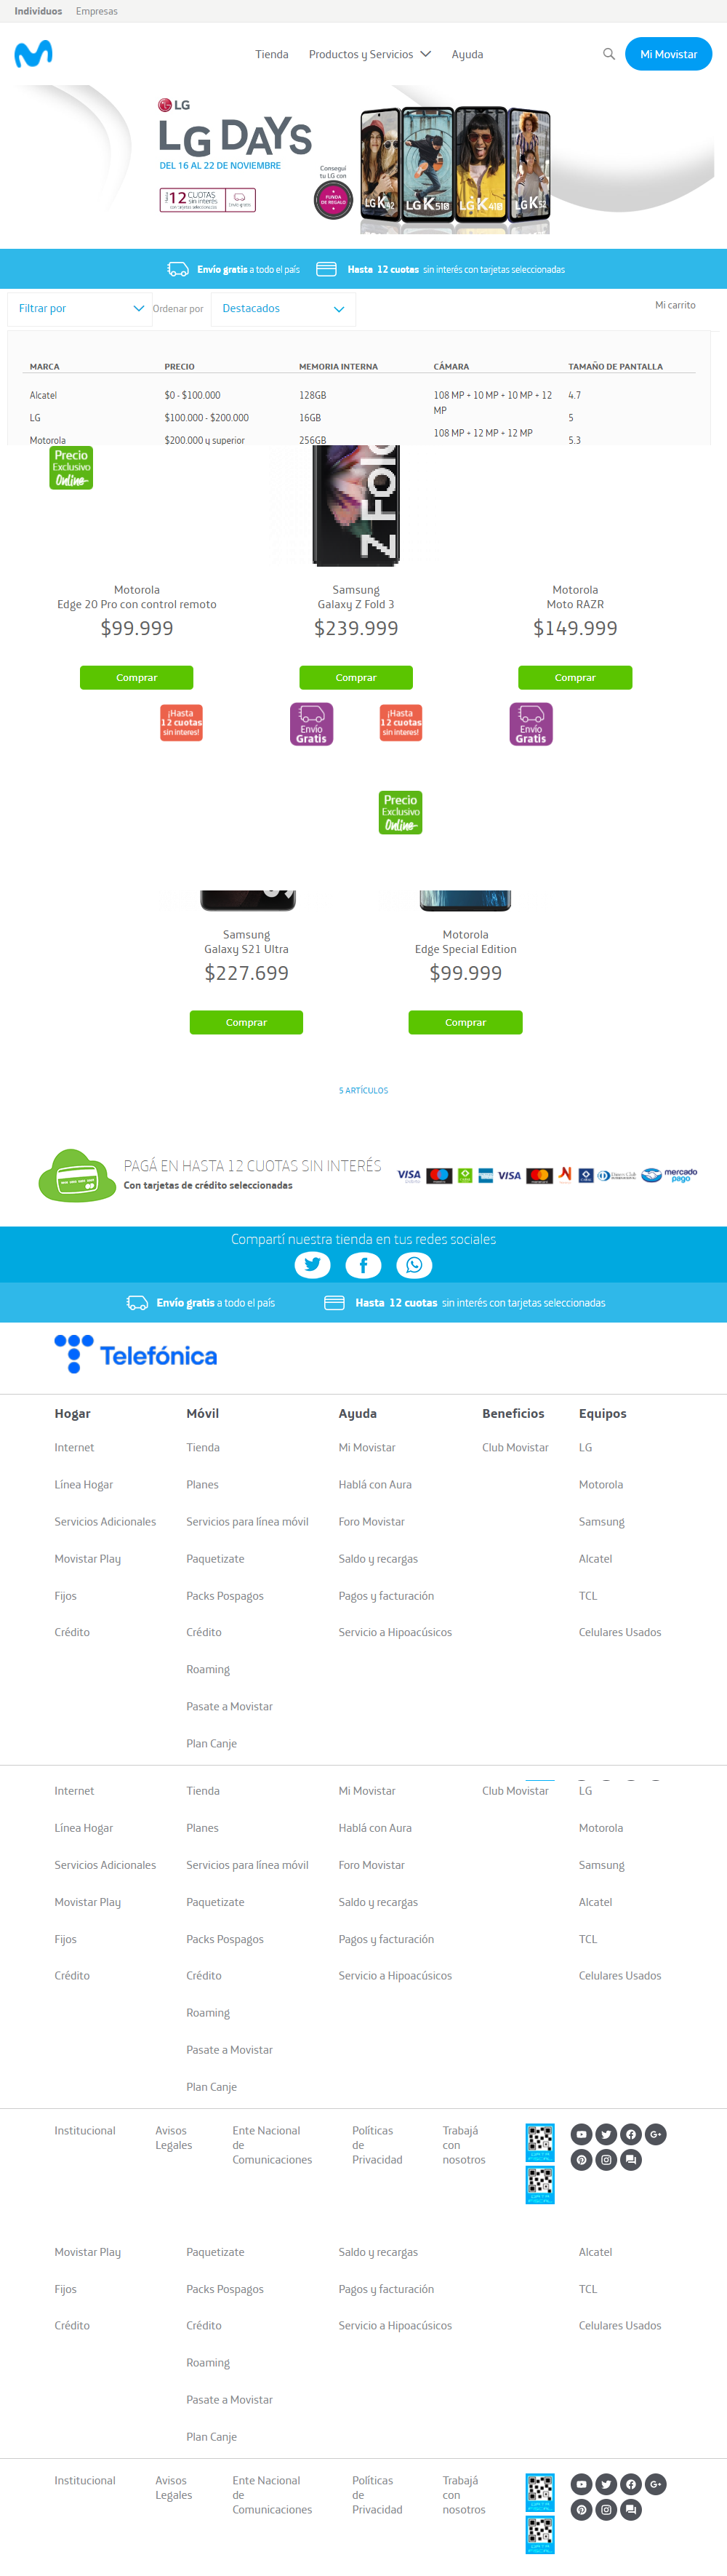 Individuos Empresas
Tienda Productos y Servicios Ayuda Mi Movistar
LG
LG DAYS
DEL 16 AL 22 DE NOVIEMBRE
Conseguí
tu LG con
FUNDA
DE REGALO
Hasta 12 CUOTAS
sin interés
con tarjetas seleccionadas
Envío gratis
LG K42 LG K51S LG K41S LG K52
Envío gratis a todo el país Hasta 12 cuotas sin interés con tarjetas seleccionadas
Filtrar por Ordenar por Destacados Mi carrito
MARCA PRECIO MEMORIA INTERNA CÁMARA TAMAÑO DE PANTALLA
Alcatel $0 - $100.000 128GB 108 MP + 10 MP + 10 MP + 12 MP 4.7
LG $100.000 - $200.000 16GB 5
108 MP + 12 MP + 12 MP
Motorola $200.000 y superior 256GB 5.3
Precio
Exclusivo
Online
Z Fold
Motorola
Edge 20 Pro con control remoto
$99.999
Comprar
Samsung
Galaxy Z Fold 3
$239.999
Comprar
Motorola
Moto RAZR
$149.999
Comprar
¡Hasta
12 cuotas
sin interes!
Envío
Gratis
¡Hasta
12 cuotas
sin interes!
Envío
Gratis
Precio
Exclusivo
Online
Samsung
Galaxy S21 Ultra
$227.699
Comprar
Motorola
Edge Special Edition
$99.999
Comprar
5 ARTÍCULOS
PAGÁ EN HASTA 12 CUOTAS SIN INTERÉS
Con tarjetas de crédito seleccionadas
VISA VISA mercado
pago
Compartí nuestra tienda en tus redes sociales
Envío gratis a todo el país Hasta 12 cuotas sin interés con tarjetas seleccionadas
Telefónica
Hogar Móvil Ayuda Beneficios Equipos
Internet Tienda Mi Movistar Club Movistar LG
Línea Hogar Planes Hablá con Aura Motorola
Servicios Adicionales Servicios para línea móvil Foro Movistar Samsung
Movistar Play Paquetizate Saldo y recargas Alcatel
Fijos Packs Pospagos Pagos y facturación TCL
Crédito Crédito Servicio a Hipoacúsicos Celulares Usados
Roaming
Pasate a Movistar
Plan Canje
Internet Tienda Mi Movistar Club Movistar LG
Línea Hogar Planes Hablá con Aura Motorola
Servicios Adicionales Servicios para línea móvil Foro Movistar Samsung
Movistar Play Paquetizate Saldo y recargas Alcatel
Fijos Packs Pospagos Pagos y facturación TCL
Crédito Crédito Servicio a Hipoacúsicos Celulares Usados
Roaming
Pasate a Movistar
Plan Canje
Institucional Avisos Ente Nacional Políticas Trabajá
Legales de de con
Comunicaciones Privacidad nosotros
Movistar Play Paquetizate Saldo y recargas Alcatel
Fijos Packs Pospagos Pagos y facturación TCL
Crédito Crédito Servicio a Hipoacúsicos Celulares Usados
Roaming
Pasate a Movistar
Plan Canje
Institucional Avisos Ente Nacional Políticas Trabajá
Legales de de con
Comunicaciones Privacidad nosotros